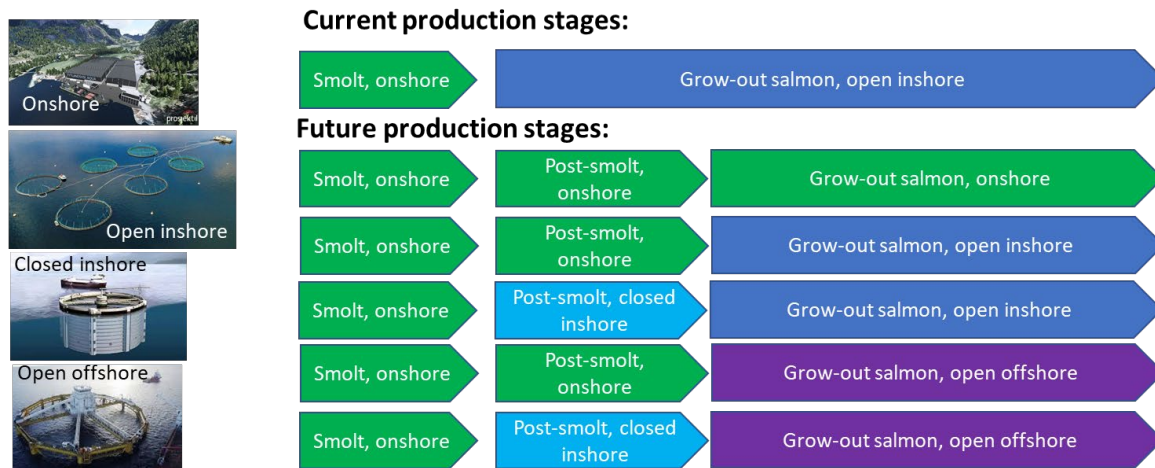 Current production stages:
Onshore
prosjektil
Smolt, onshore
Grow-out salmon, open inshore
Future production stages:
Open inshore
Smolt, onshore
Post-smolt,
onshore
Grow-out salmon, onshore
Smolt, onshore
Post-smolt,
onshore
Grow-out salmon, open inshore
Closed inshore
Smolt, onshore
Post-smolt, closed
inshore
Grow-out salmon, open inshore
Open offshore
Smolt, onshore
Post-smolt,
onshore
Grow-out salmon, open offshore
Smolt, onshore
Post-smolt, closed
inshore
Grow-out salmon, open offshore